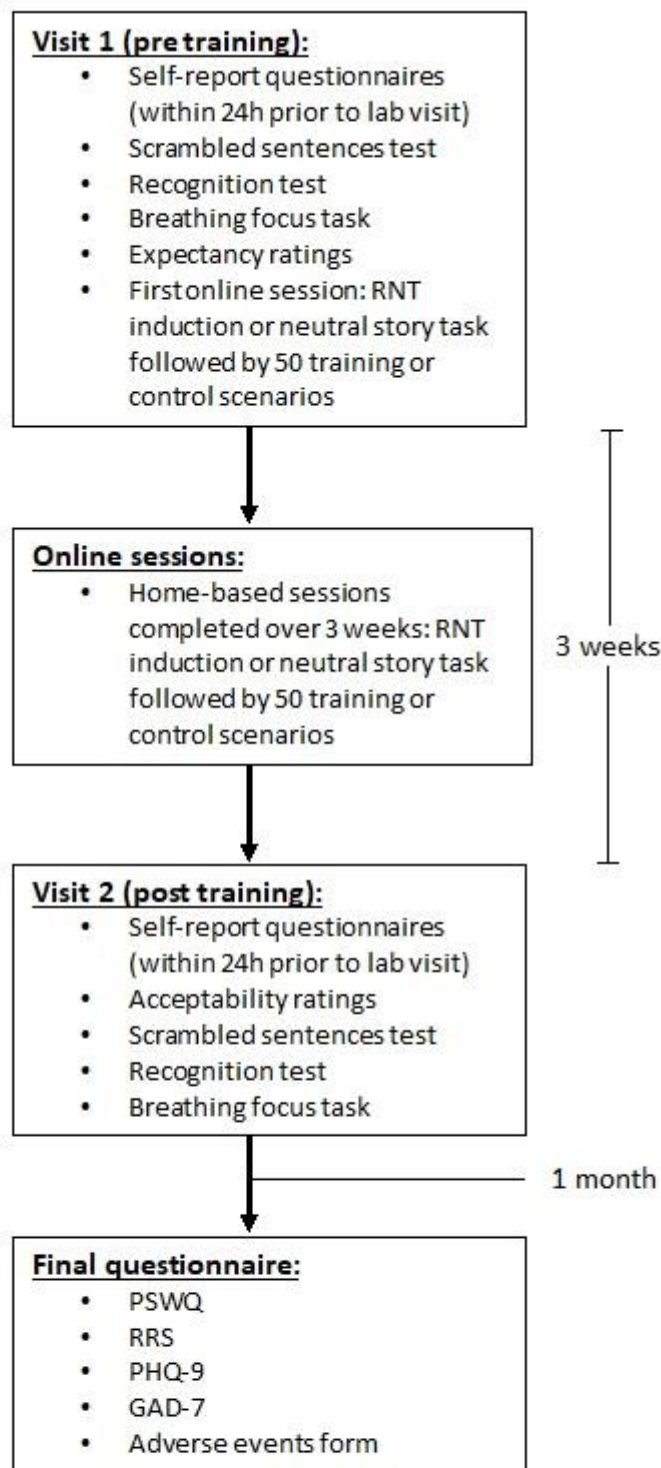 Visit 1 (pre training):
• Self-report questionnaires
(within 24h prior to lab visit)
• Scrambled sentences test
• Recognition test
• Breathing focus task
• Expectancy ratings
• First online session: RNT
induction or neutral story task
followed by 50 training or
control scenarios
Online sessions:
• Home-based sessions
completed over 3 weeks: RNT
induction or neutral story task
followed by 50 training or
control scenarios
3 weeks
Visit 2 (post training):
• Self-report questionnaires
(within 24h prior to lab visit)
• Acceptability ratings
• Scrambled sentences test
• Recognition test
• Breathing focus task
1 month
Final questionnaire:
• PSWQ
• RRS
• PHQ-9
• GAD-7
• Adverse events form